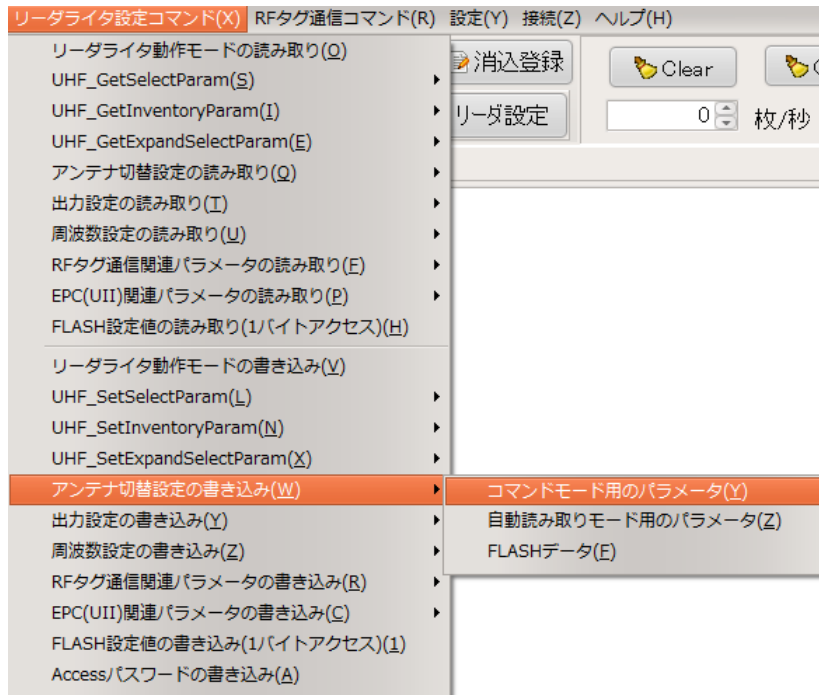 リーダライタ設定コマンド(X) RFタグ通信コマンド(R) 設定(Y) 接続(Z) ヘルプ(H)
リーダライタ動作モードの読み取り(O)
消込登録
Clear
UHF_GetSelectParam(S)
UHF_GetInventoryParam(I)
リーダ設定
0
枚/秒
UHF_GetExpandSelectParam(E)
アンテナ切替設定の読み取り(Q)
出力設定の読み取り(T)
周波数設定の読み取り(U)
RFタグ通信関連パラメータの読み取り(F)
EPC(UII)関連パラメータの読み取り(P)
FLASH設定値の読み取り(1バイトアクセス)(H)
リーダライタ動作モードの書き込み(V)
UHF_SetSelectParam(L)
UHF_SetInventoryParam(N)
UHF_SetExpandSelectParam(X)
アンテナ切替設定の書き込み(W)
コマンドモード用のパラメータ(Y)
出力設定の書き込み(Y)
自動読み取りモード用のパラメータ(Z)
周波数設定の書き込み(Z)
FLASHデータ(F)
RFタグ通信関連パラメータの書き込み(R)
EPC(UII)関連パラメータの書き込み(C)
FLASH設定値の書き込み(1バイトアクセス)(1)
Accessパスワードの書き込み(A)